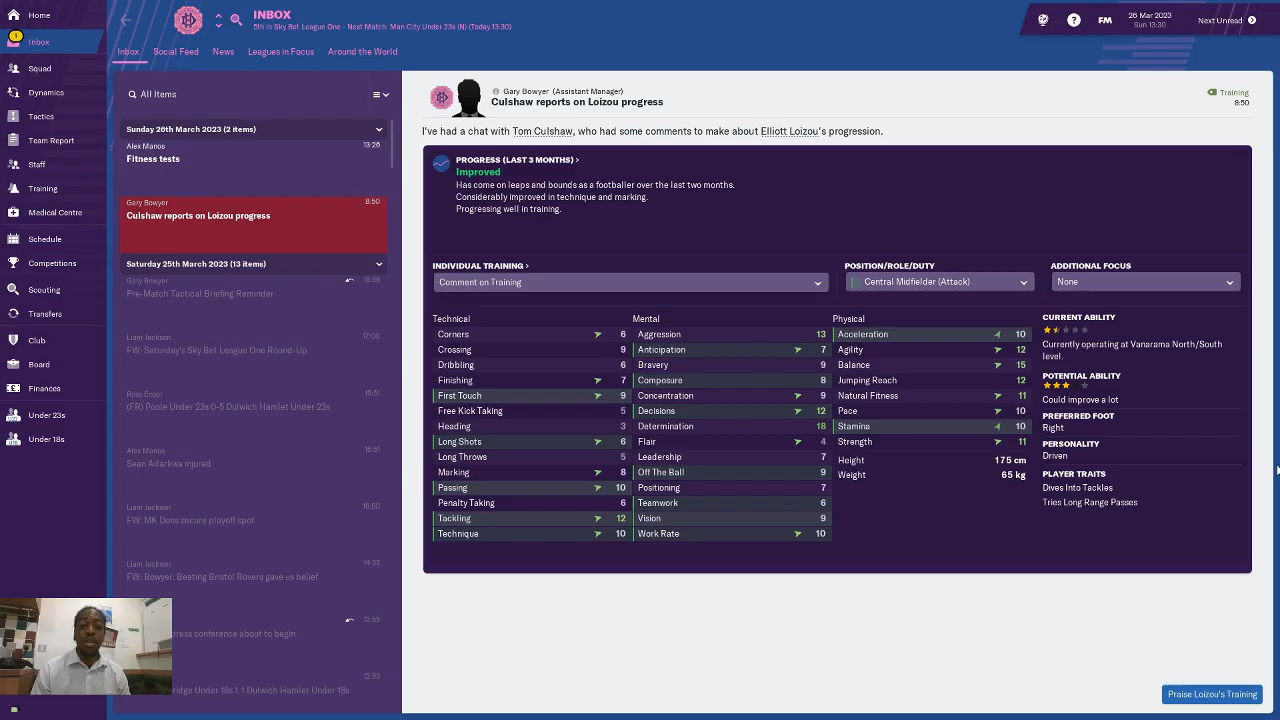 INBOX
5th in Sky Bet League One - Next Match: Man City Under 23s (N) (Today 13:30)
26 Mar 2023
Sun 13:30
FM
Next Unread
1
Home
Inbox
Squad
Dynamics
Tactics
Team Report
Staff
Training
Medical Centre
Schedule
Competitions
Scouting
Transfers
Club
Board
Finances
Under 23s
Under 18s
Inbox
Social Feed
News
Leagues in Focus
Around the World
All Items
Sunday 26th March 2023 (2 items)
Alex Manos 13:26
Fitness tests
Gary Bowyer 8:50
Culshaw reports on Loizou progress
Saturday 25th March 2023 (13 items)
Gary Bowyer 18:58
Pre-Match Tactical Briefing Reminder
Liam Jackson 17:00
FW: Saturday's Sky Bet League One Round-Up
Ross Ensor 16:51
(FR) Poole Under 23s 0-5 Dulwich Hamlet Under 23s
Alex Manos 16:51
Sean Adarkwa injured
Liam Jackson 16:50
FW: MK Dons secure playoff spot
Liam Jackson 14:33
FW: Bowyer: Beating Bristol Rovers gave us belief
12:55
press conference about to begin
12:53
ridge Under 18s 1-1 Dulwich Hamlet Under 18s
Gary Bowyer (Assistant Manager)
Culshaw reports on Loizou progress
Training
8:50
I've had a chat with Tom Culshaw, who had some comments to make about Elliott Loizou's progression.
PROGRESS (LAST 3 MONTHS) ›
Improved
Has come on leaps and bounds as a footballer over the last two months.
Considerably improved in technique and marking.
Progressing well in training.
INDIVIDUAL TRAINING ›
Comment on Training
POSITION/ROLE/DUTY
Central Midfielder (Attack)
ADDITIONAL FOCUS
None
Technical
Corners 6
Crossing 9
Dribbling 6
Finishing 7
First Touch 9
Free Kick Taking 5
Heading 3
Long Shots 6
Long Throws 5
Marking 8
Passing 10
Penalty Taking 6
Tackling 12
Technique 10
Mental
Aggression 13
Anticipation 7
Bravery 9
Composure 8
Concentration 9
Decisions 12
Determination 18
Flair 6
Leadership 7
Off The Ball 9
Positioning 7
Teamwork 6
Vision 9
Work Rate 10
Physical
Acceleration 10
Agility 12
Balance 15
Jumping Reach 12
Natural Fitness 11
Pace 10
Stamina 10
Strength 11
Height 175 cm
Weight 65 kg
CURRENT ABILITY
Currently operating at Vanarama North/South
level.
POTENTIAL ABILITY
Could improve a lot
PREFERRED FOOT
Right
PERSONALITY
Driven
PLAYER TRAITS
Dives Into Tackles
Tries Long Range Passes
Praise Loizou's Training